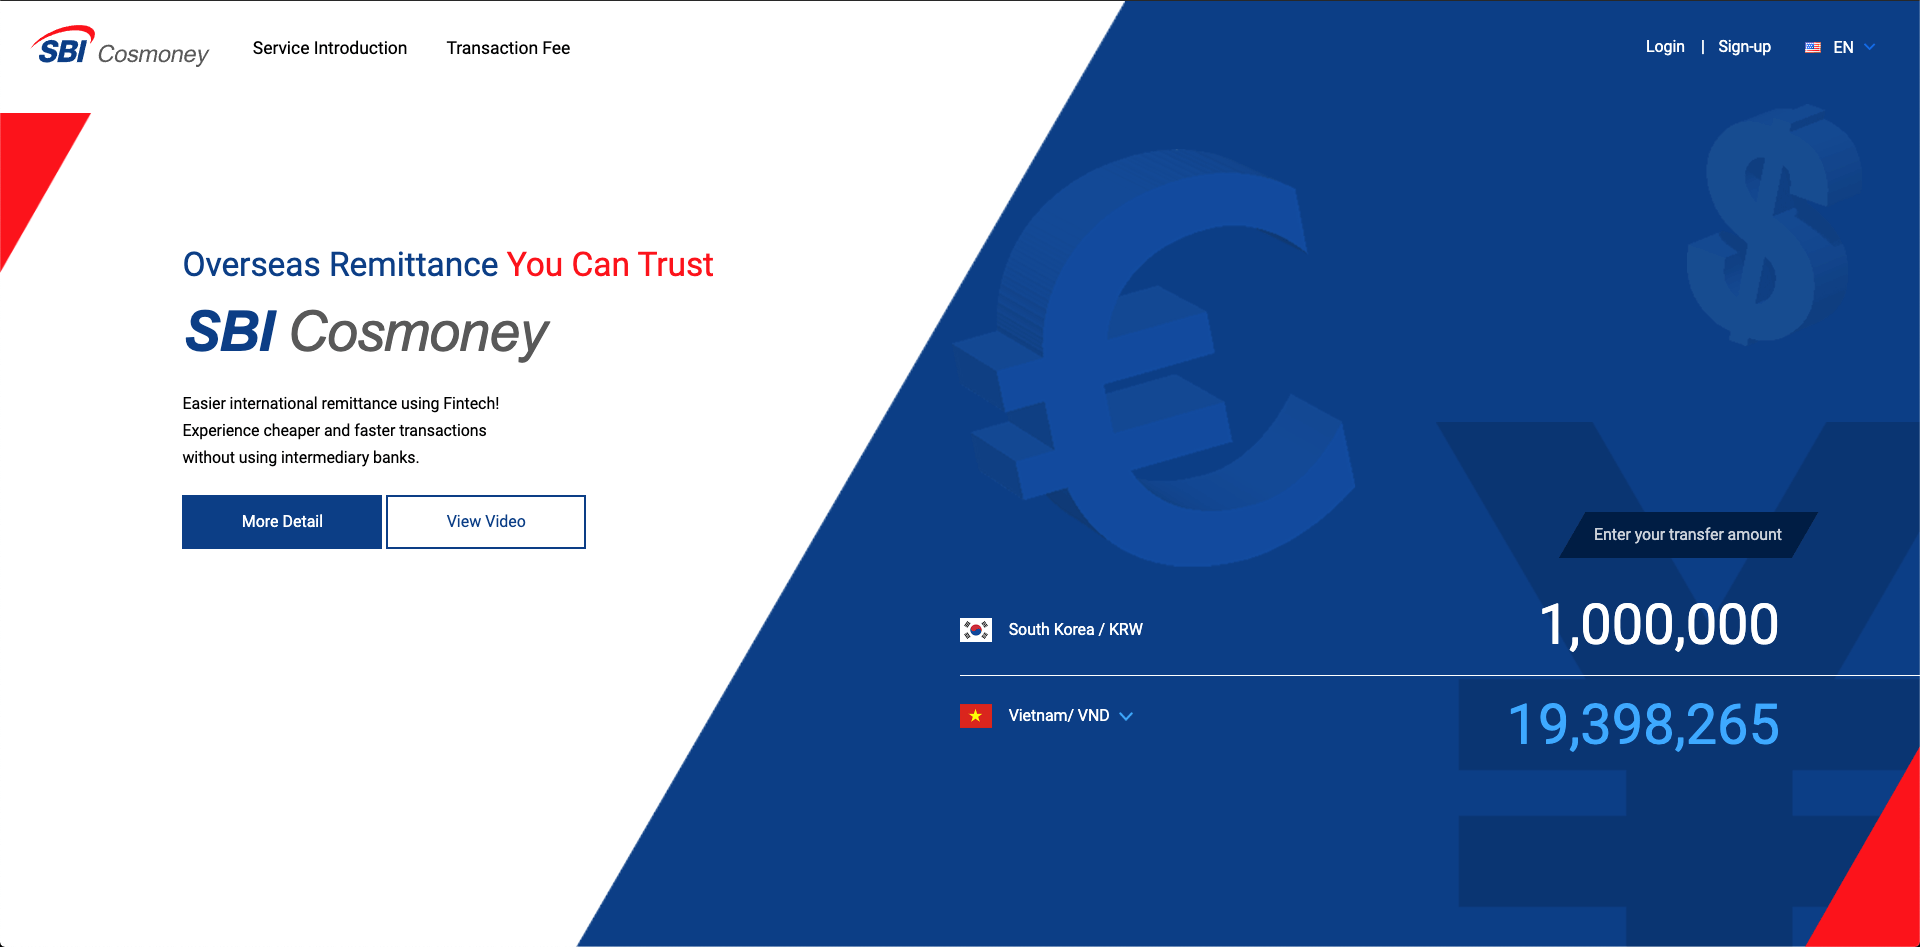 SBI Cosmoney
Service Introduction
Transaction Fee
Login | Sign-up
EN
Overseas Remittance You Can Trust
SBI Cosmoney
Easier international remittance using Fintech!
Experience cheaper and faster transactions
without using intermediary banks.
More Detail
View Video
€
$
¥
Enter your transfer amount
South Korea / KRW
1,000,000
Vietnam/ VND
19,398,265